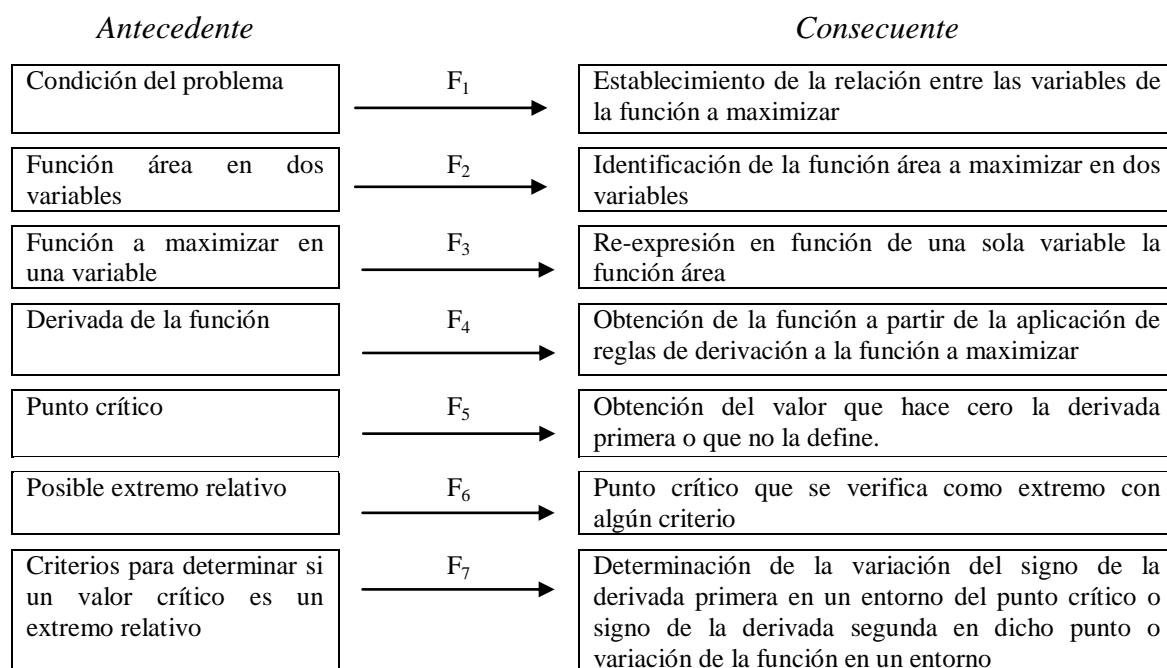 Antecedente
Consecuente
Condición del problema
F1
Establecimiento de la relación entre las variables de
la función a maximizar
Función área en dos
variables
F2
Identificación de la función área a maximizar en dos
variables
Función a maximizar en
una variable
F3
Re-expresión en función de una sola variable la
función área
Derivada de la función
F4
Obtención de la función a partir de la aplicación de
reglas de derivación a la función a maximizar
Punto crítico
F5
Obtención del valor que hace cero la derivada
primera o que no la define.
Posible extremo relativo
F6
Punto crítico que se verifica como extremo con
algún criterio
Criterios para determinar si
un valor crítico es un
extremo relativo
F7
Determinación de la variación del signo de la
derivada primera en un entorno del punto crítico o
signo de la derivada segunda en dicho punto o
variación de la función en un entorno